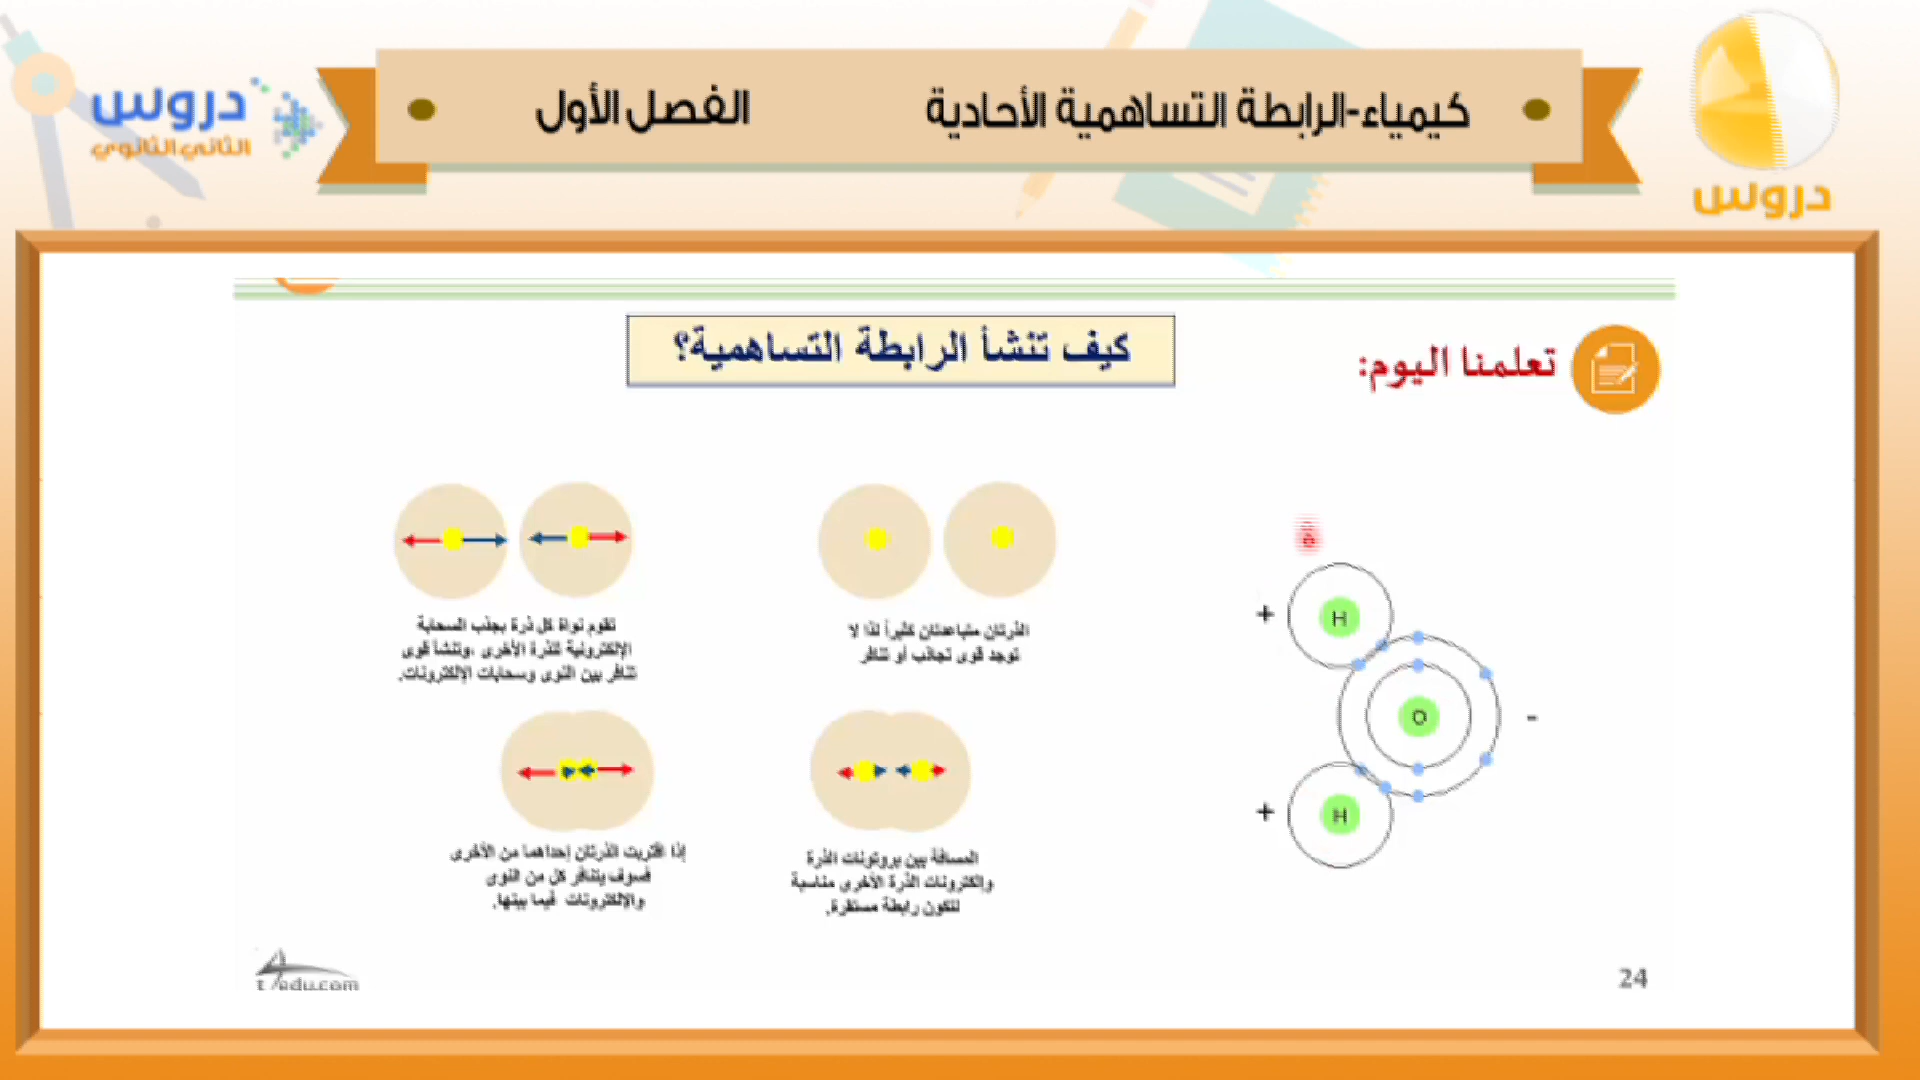 دروس
الثاني الثانوي
كيمياء-الرابطة التساهمية الأحادية
الفصل الأول
دروس
تعلمنا اليوم:
كيف تنشأ الرابطة التساهمية؟
الذرتان متباعدتان كثيراً لذا لا
توجد قوى تجاذب أو تنافر
تقوم نواة كل ذرة بجذب السحابة
الإلكترونية للذرة الأخرى ،وتنشأ قوى
تنافر بين النوى وسحابات الإلكترونات.
المسافة بين بروتونات الذرة
والكترونات الذرة الأخرى مناسبة
لتكون رابطة مستقرة.
إذا اقتربت الذرتان إحداهما من الأخرى
فسوف يتنافر كل من النوى
والإلكترونات فيما بينها.
+
H
O
-
+
H
t4edu.com
24